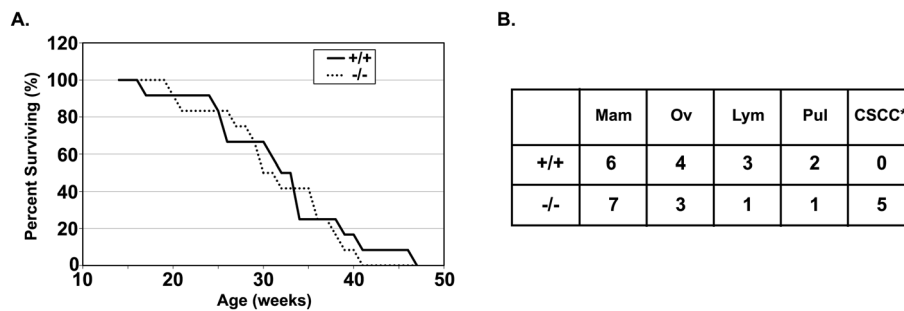 A.
B.
120
100
80
60
40
20
0
10 20 30 40 50
Percent Surviving (%)
Age (weeks)
+/+
-/-
Mam Ov Lym Pul CSCC*
+/+ 6 4 3 2 0
-/- 7 3 1 1 5